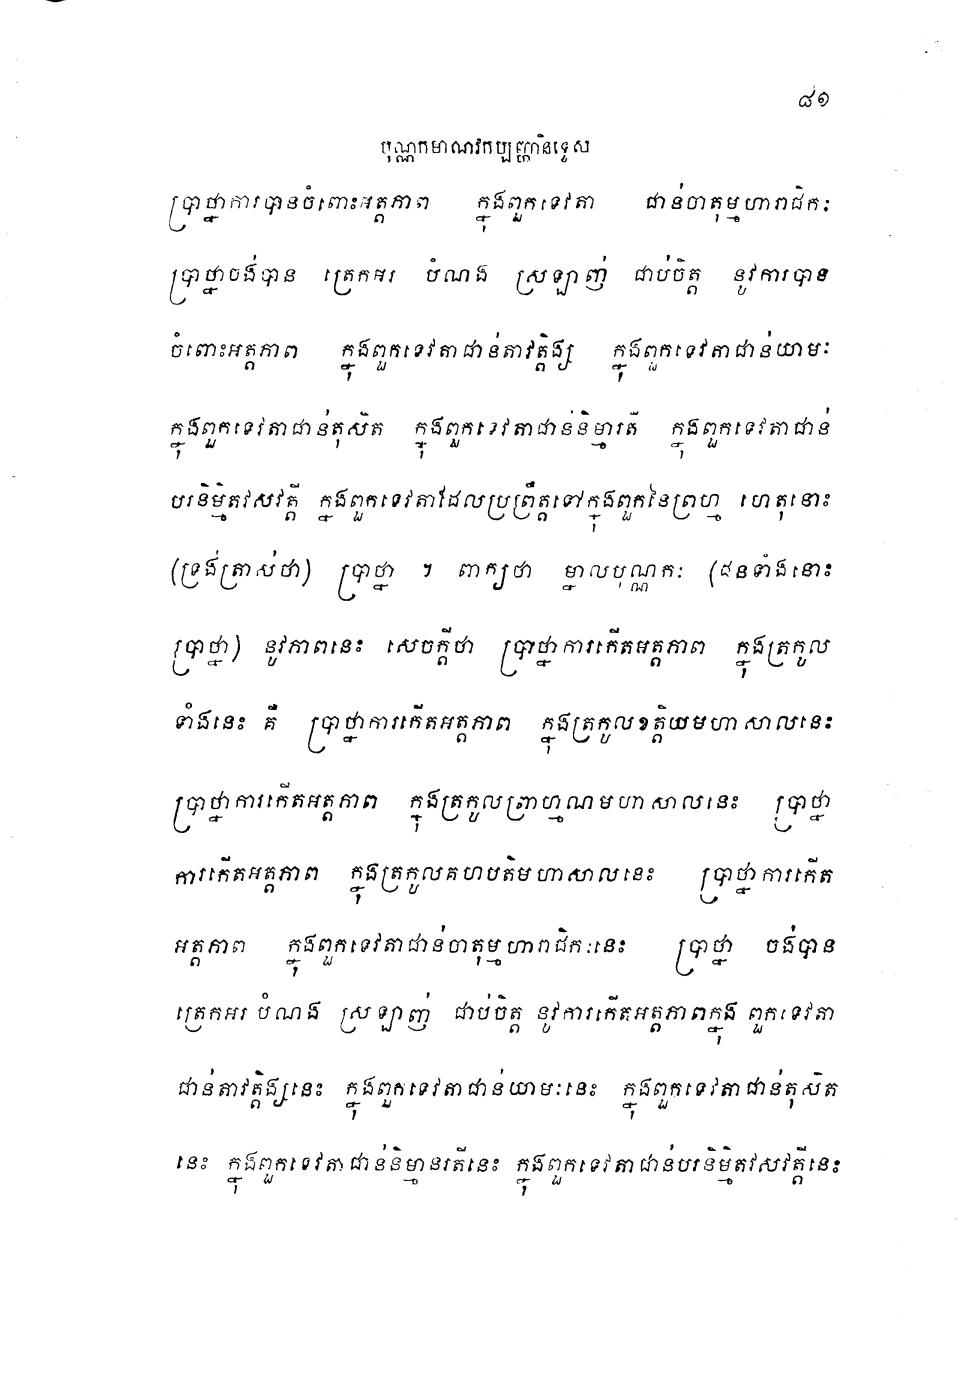 ៨១
បុណ្ណកមាណវកប្បញ្ហានិទ្ទេស
ប្រាថ្នាការបានចំពោះអត្តភាព ក្នុងពួកទេវតា ជាន់ចាតុម្មហារាជិកៈ
ប្រាថ្នាចង់បាន ត្រេកអរ បំណង ស្រឡាញ់ ជាប់ចិត្ត នូវការបាន
ចំពោះអត្តភាព ក្នុងពួកទេវតាជាន់តាវត្តិង្ស ក្នុងពួកទេវតាជាន់យាមៈ
ក្នុងពួកទេវតាជាន់តុសិត ក្នុងពួកទេវតាជាន់និម្មារតី ក្នុងពួកទេវតាជាន់
បរនិម្មិតវសវត្តី ក្នុងពួកទេវតាដែលប្រព្រឹត្តទៅក្នុងពួកនៃព្រហ្ម ហេតុនោះ
(ទ្រង់ត្រាស់ថា) ប្រាថ្នា ។ ពាក្យថា ម្នាលបុណ្ណកៈ (ជនទាំងនោះ
ប្រាថ្នា) នូវភាពនេះ សេចក្តីថា ប្រាថ្នាការកើតអត្តភាព ក្នុងត្រកូល
ទាំងនេះ គឺ ប្រាថ្នាការកើតអត្តភាព ក្នុងត្រកូលខត្តិយមហាសាលនេះ
ប្រាថ្នាការកើតអត្តភាព ក្នុងត្រកូលព្រាហ្មណមហាសាលនេះ ប្រាថ្នា
ការកើតអត្តភាព ក្នុងត្រកូលគហបតិមហាសាលនេះ ប្រាថ្នាការកើត
អត្តភាព ក្នុងពួកទេវតាជាន់ចាតុម្មហារាជិកៈនេះ ប្រាថ្នា ចង់បាន
ត្រេកអរ បំណង ស្រឡាញ់ ជាប់ចិត្ត នូវការកើតអត្តភាពក្នុង ពួកទេវតា
ជាន់តាវត្តិង្សនេះ ក្នុងពួកទេវតាជាន់យាមៈនេះ ក្នុងពួកទេវតាជាន់តុសិត
នេះ ក្នុងពួកទេវតាជាន់និម្មានរតីនេះ ក្នុងពួកទេវតាជាន់បរនិម្មិតវសវត្តីនេះ